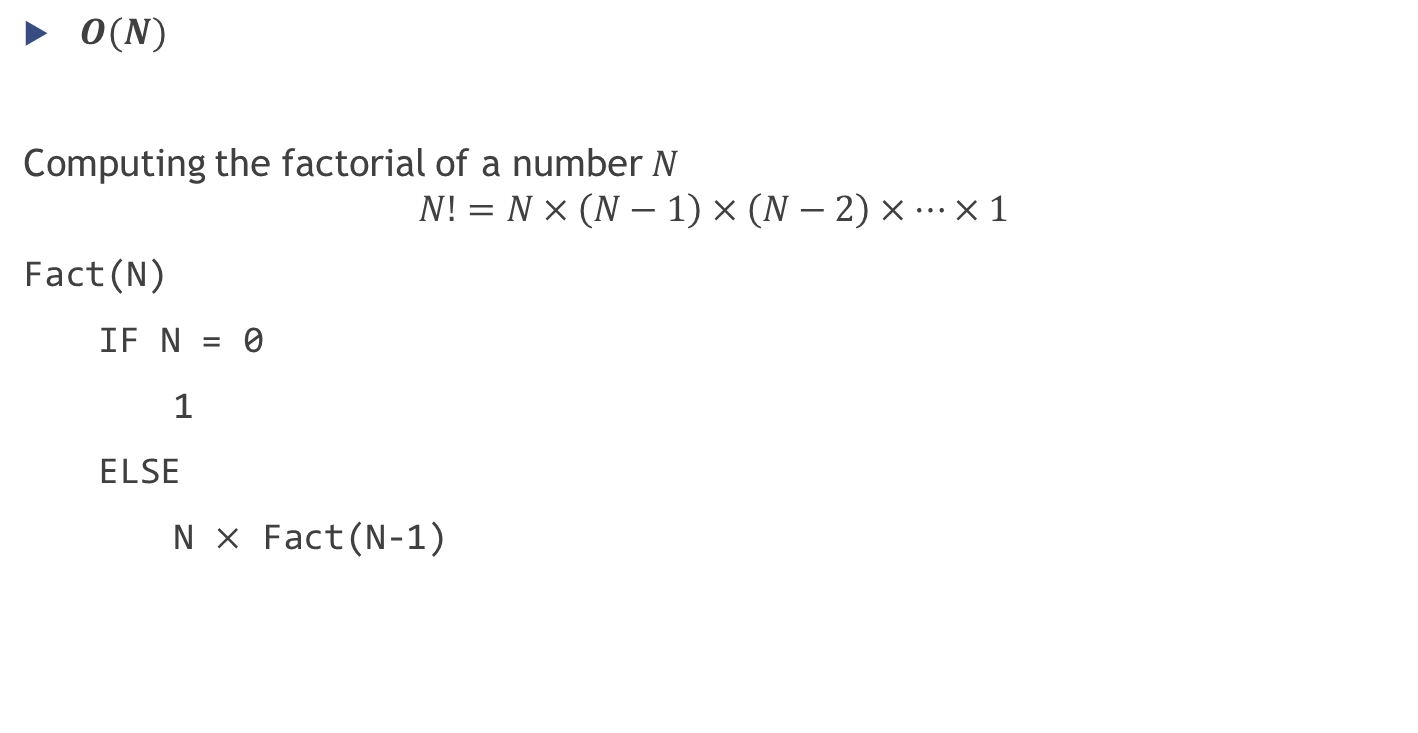 ▶ O(N)
Computing the factorial of a number N
N! = N × (N − 1) × (N − 2) × ⋯ × 1
Fact(N)
IF N = 0
1
ELSE
N × Fact(N-1)